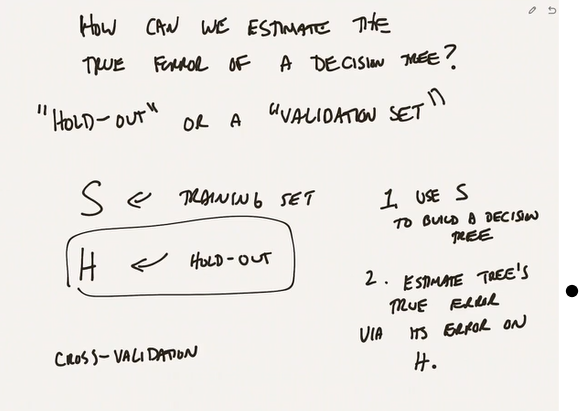 HOW CAN WE ESTIMATE THE
TRUE ERROR OF A DECISION TREE?
"HOLD-OUT" OR A "VALIDATION SET"
S ← TRAINING SET
H ← HOLD-OUT
CROSS-VALIDATION
1. USE S
TO BUILD A DECISION
TREE
2. ESTIMATE TREE'S
TRUE ERROR
VIA ITS ERROR ON
H.